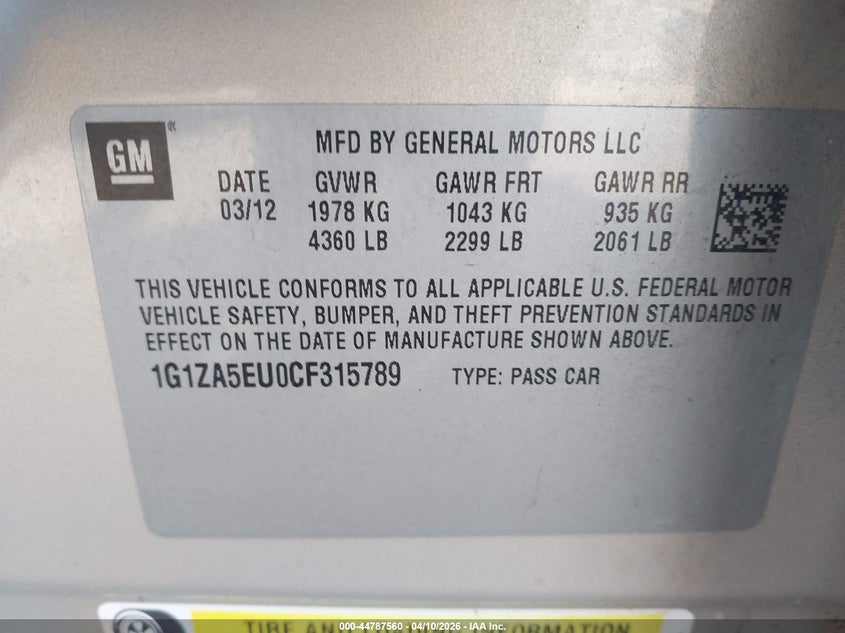 GM ®
MFD BY GENERAL MOTORS LLC
DATE GVWR GAWR FRT GAWR RR
03/12 1978 KG 1043 KG 935 KG
4360 LB 2299 LB 2061 LB
THIS VEHICLE CONFORMS TO ALL APPLICABLE U.S. FEDERAL MOTOR
VEHICLE SAFETY, BUMPER, AND THEFT PREVENTION STANDARDS IN
EFFECT ON THE DATE OF MANUFACTURE SHOWN ABOVE.
1G1ZA5EU0CF315789 TYPE: PASS CAR
TIRE AND INFORMATION
000-44787560 - 04/10/2026 - IAA Inc.